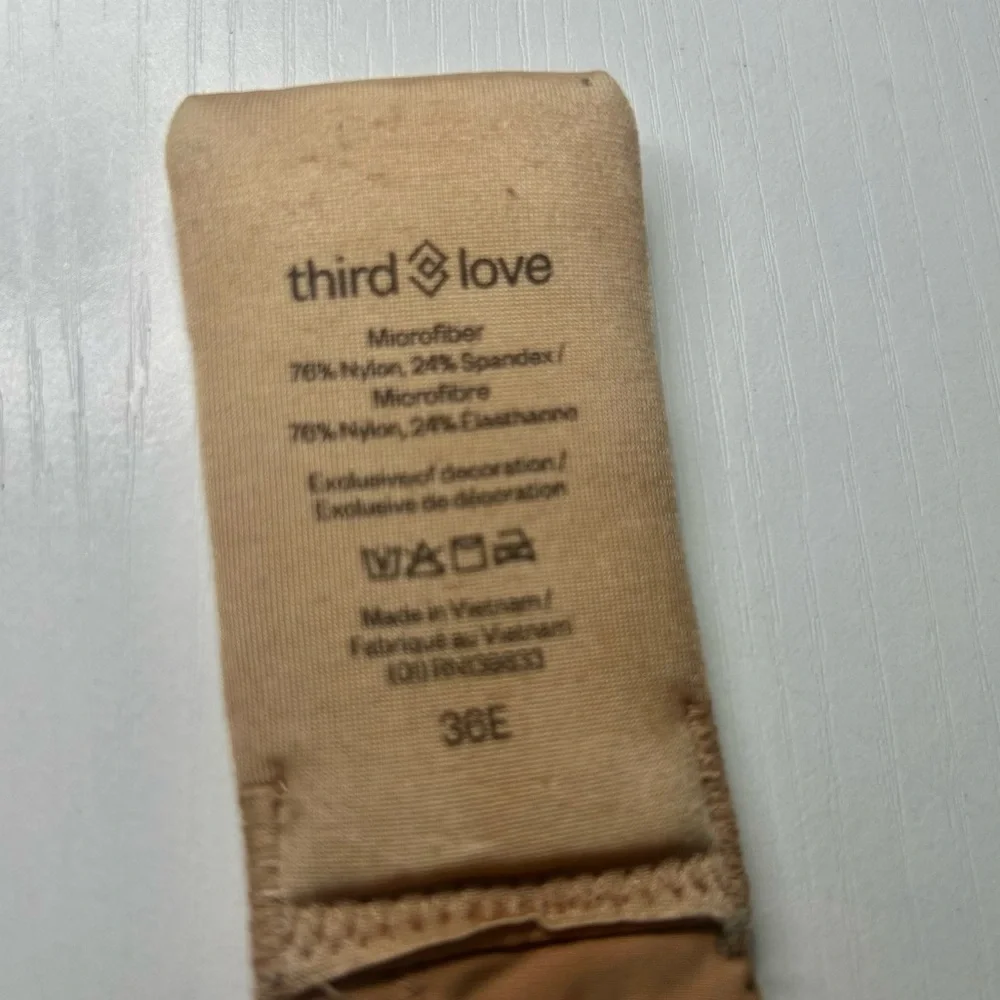 third love
Microfiber
76% Nylon, 24% Spandex /
Microfibre
76% Nylon, 24% Élasthanne
Exclusive of decoration /
Exclusive de décoration
Made in Vietnam /
Fabriqué au Vietnam
36E